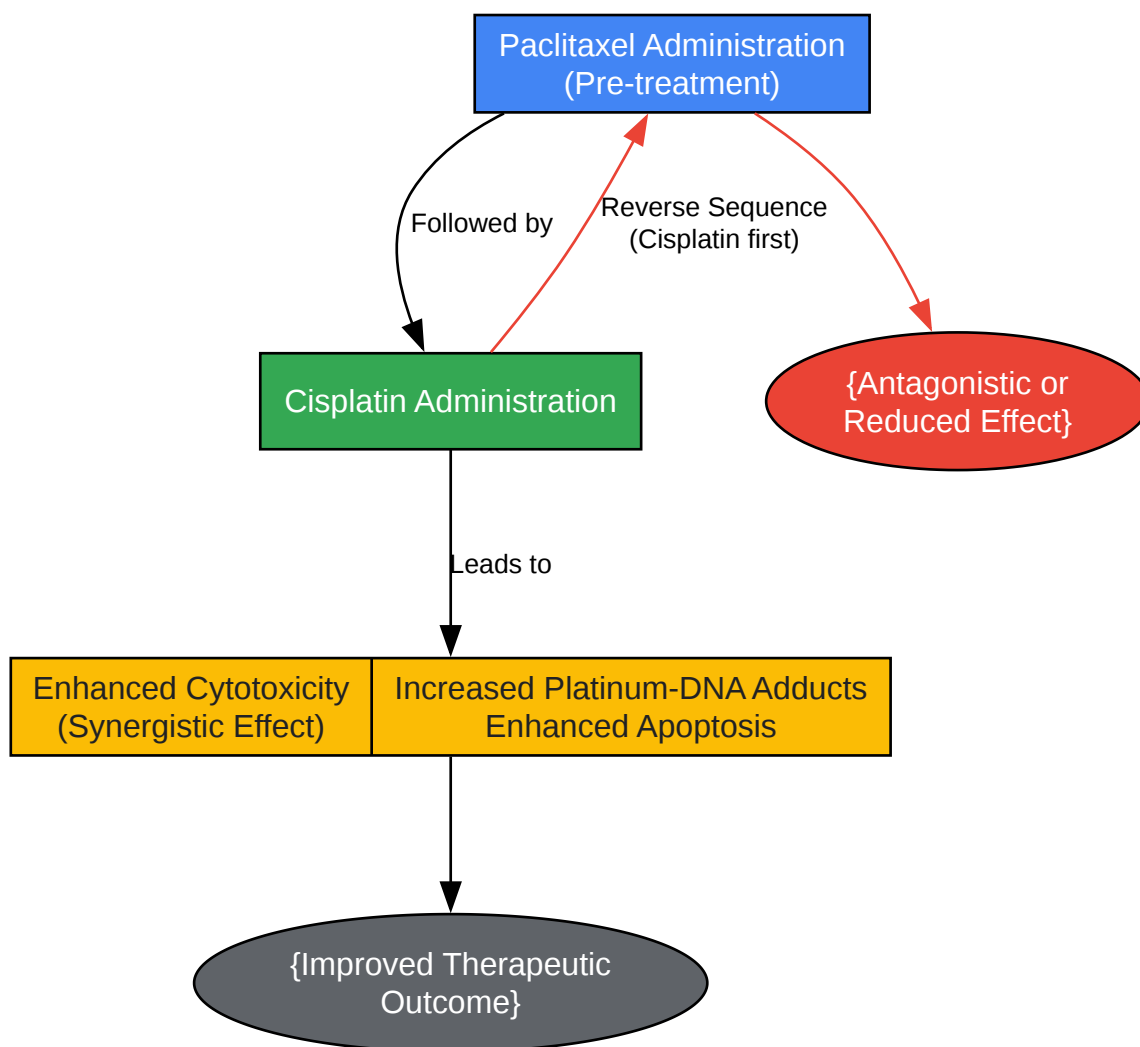 Paclitaxel Administration
(Pre-treatment)
Followed by
Reverse Sequence
(Cisplatin first)
Cisplatin Administration
{Antagonistic or
Reduced Effect}
Leads to
Enhanced Cytotoxicity
(Synergistic Effect)
Increased Platinum-DNA Adducts
Enhanced Apoptosis
{Improved Therapeutic
Outcome}